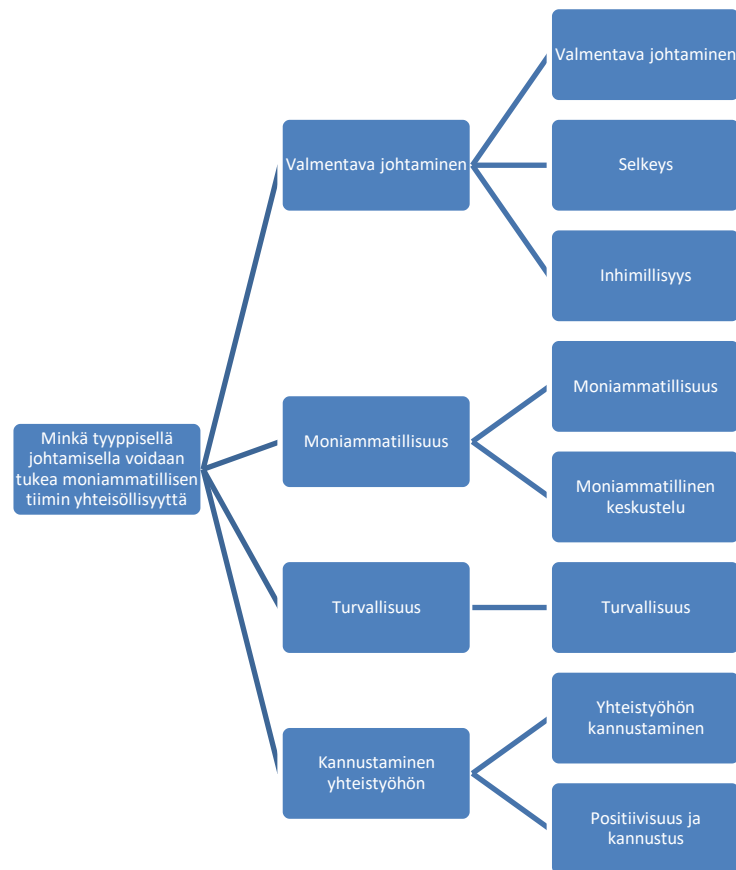 Minkä tyyppisellä
johtamisella voidaan
tukea moniammatillisen
tiimin yhteisöllisyyttä
Valmentava johtaminen
Valmentava johtaminen
Selkeys
Inhimillisyys
Moniammatillisuus
Moniammatillisuus
Moniammatillinen
keskustelu
Turvallisuus
Turvallisuus
Kannustaminen
yhteistyöhön
Yhteistyöhön
kannustaminen
Positiivisuus ja
kannustus